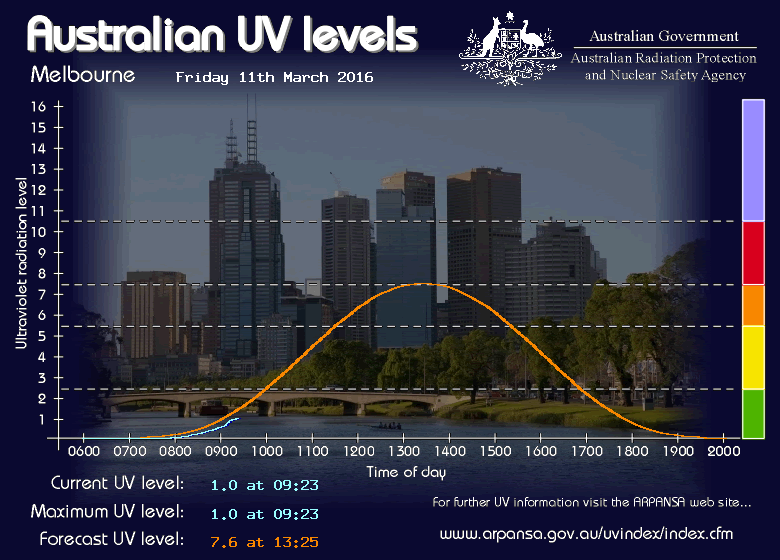 Australian UV levels
Australian Government
Australian Radiation Protection
and Nuclear Safety Agency
Melbourne
Friday 11th March 2016
Ultraviolet radiation level
16
15
14
13
12
11
10
9
8
7
6
5
4
3
2
1
0600 0700 0800 0900 1000 1100 1200 1300 1400 1500 1600 1700 1800 1900 2000
Time of day
Current UV level: 1.0 at 09:23
Maximum UV level: 1.0 at 09:23
Forecast UV level: 7.6 at 13:25
For further UV information visit the ARPANSA web site...
www.arpansa.gov.au/uvindex/index.cfm